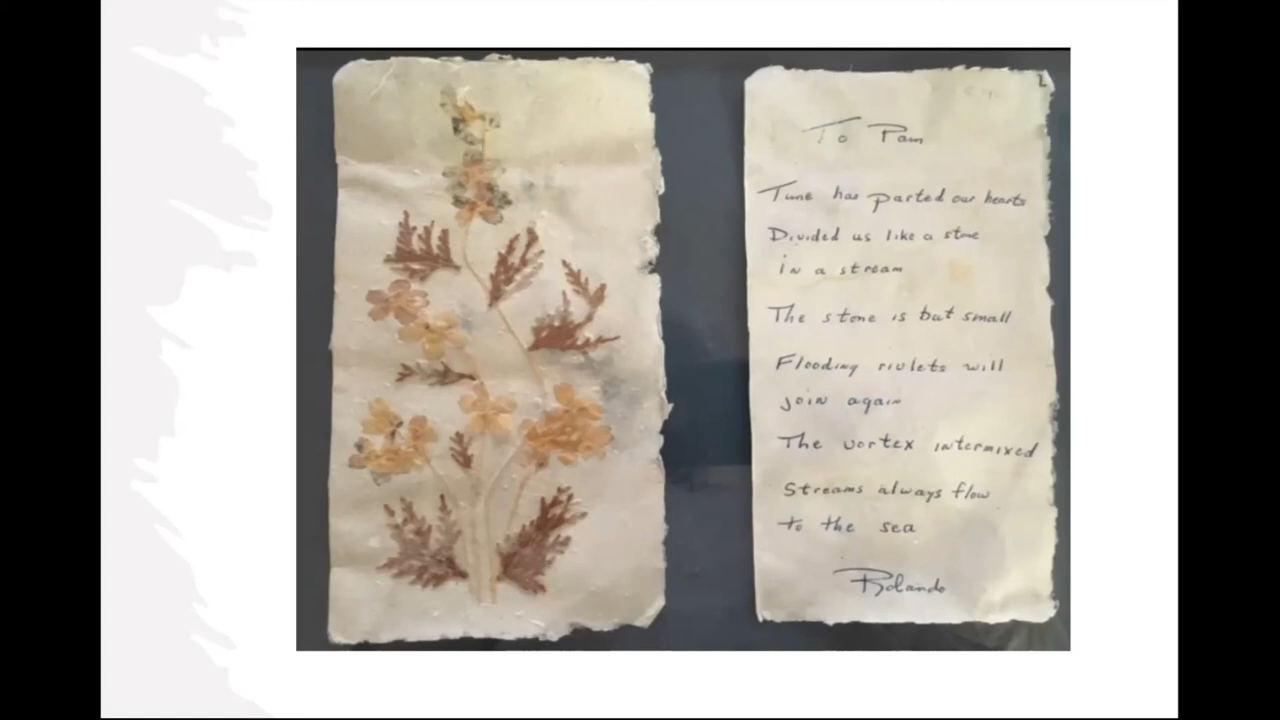 To Pam
Time has parted our hearts
Divided us like a stone
in a stream
The stone is but small
Flooding rivlets will
join again
The vortex intermixed
Streams always flow
to the sea
Rolando